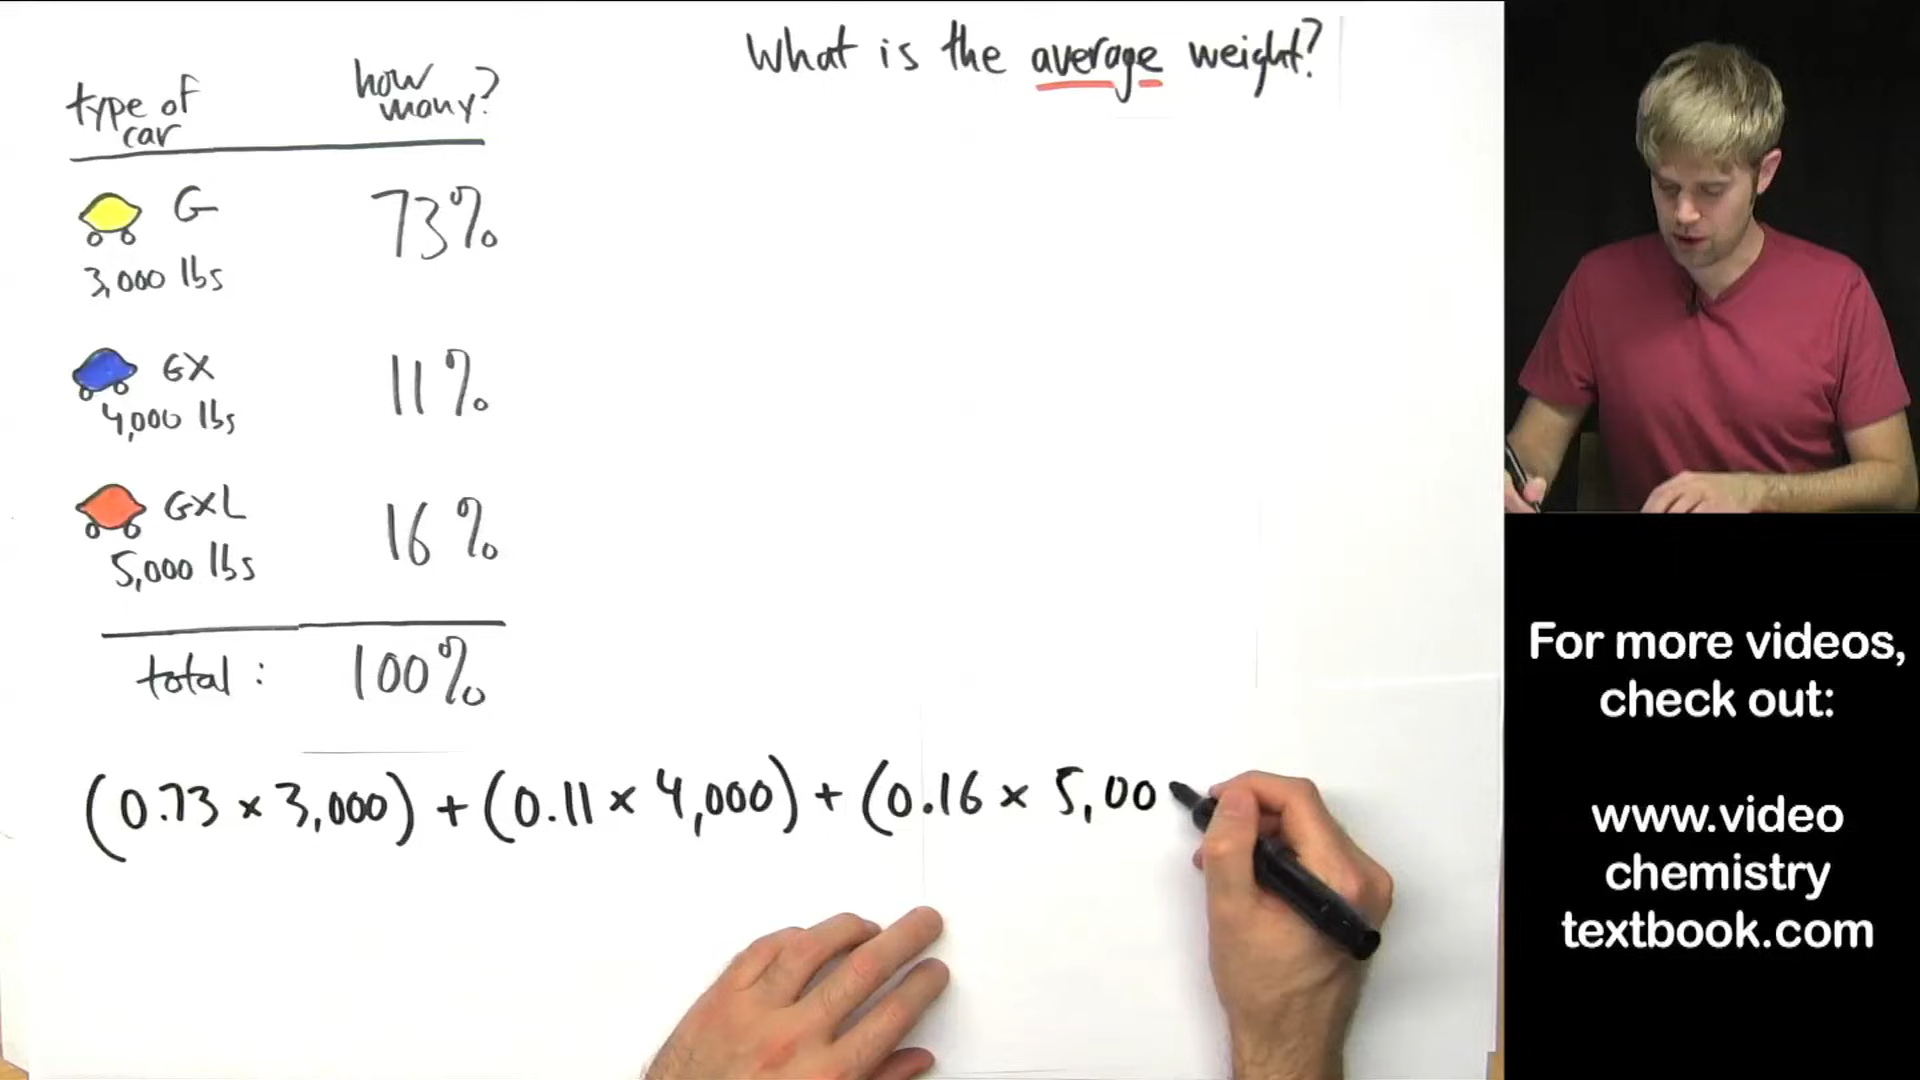 What is the average weight?
type of
car
how
many?
G
73%
3,000 lbs
GX
11%
4,000 lbs
GXL
16%
5,000 lbs
total:
100%
(0.73 × 3,000) + (0.11 × 4,000) + (0.16 × 5,00
For more videos,
check out:
www.video
chemistry
textbook.com